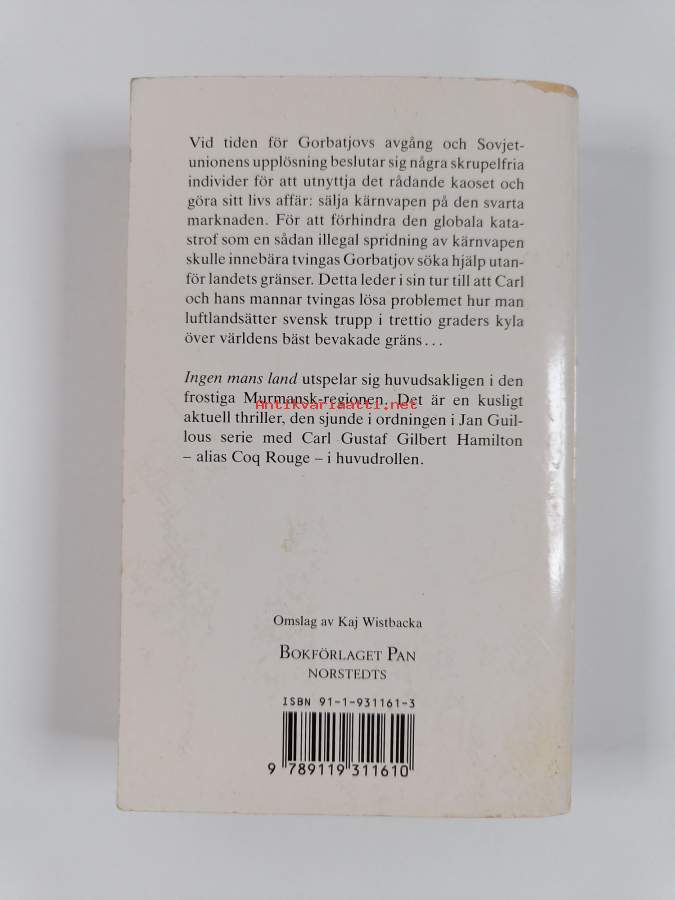 Vid tiden för Gorbatjovs avgång och Sovjet-
unionens upplösning beslutar sig några skrupelfria
individer för att utnyttja det rådande kaoset och
göra sitt livs affär: sälja kärnvapen på den svarta
marknaden. För att förhindra den globala kata-
strof som en sådan illegal spridning av kärnvapen
skulle innebära tvingas Gorbatjov söka hjälp utan-
för landets gränser. Detta leder i sin tur till att Carl
och hans mannar tvingas lösa problemet hur man
luftlandsätter svensk trupp i trettio graders kyla
över världens bäst bevakade gräns...
Ingen mans land utspelar sig huvudsakligen i den
frostiga Murmansk-regionen. Det är en kusligt
Antikvariaatti.net
aktuell thriller, den sjunde i ordningen i Jan Guil-
lous serie med Carl Gustaf Gilbert Hamilton
– alias Coq Rouge – i huvudrollen.
Omslag av Kaj Wistbacka
BOKFÖRLAGET PAN
NORSTEDTS
ISBN 91-1-931161-3
9 789119 311610